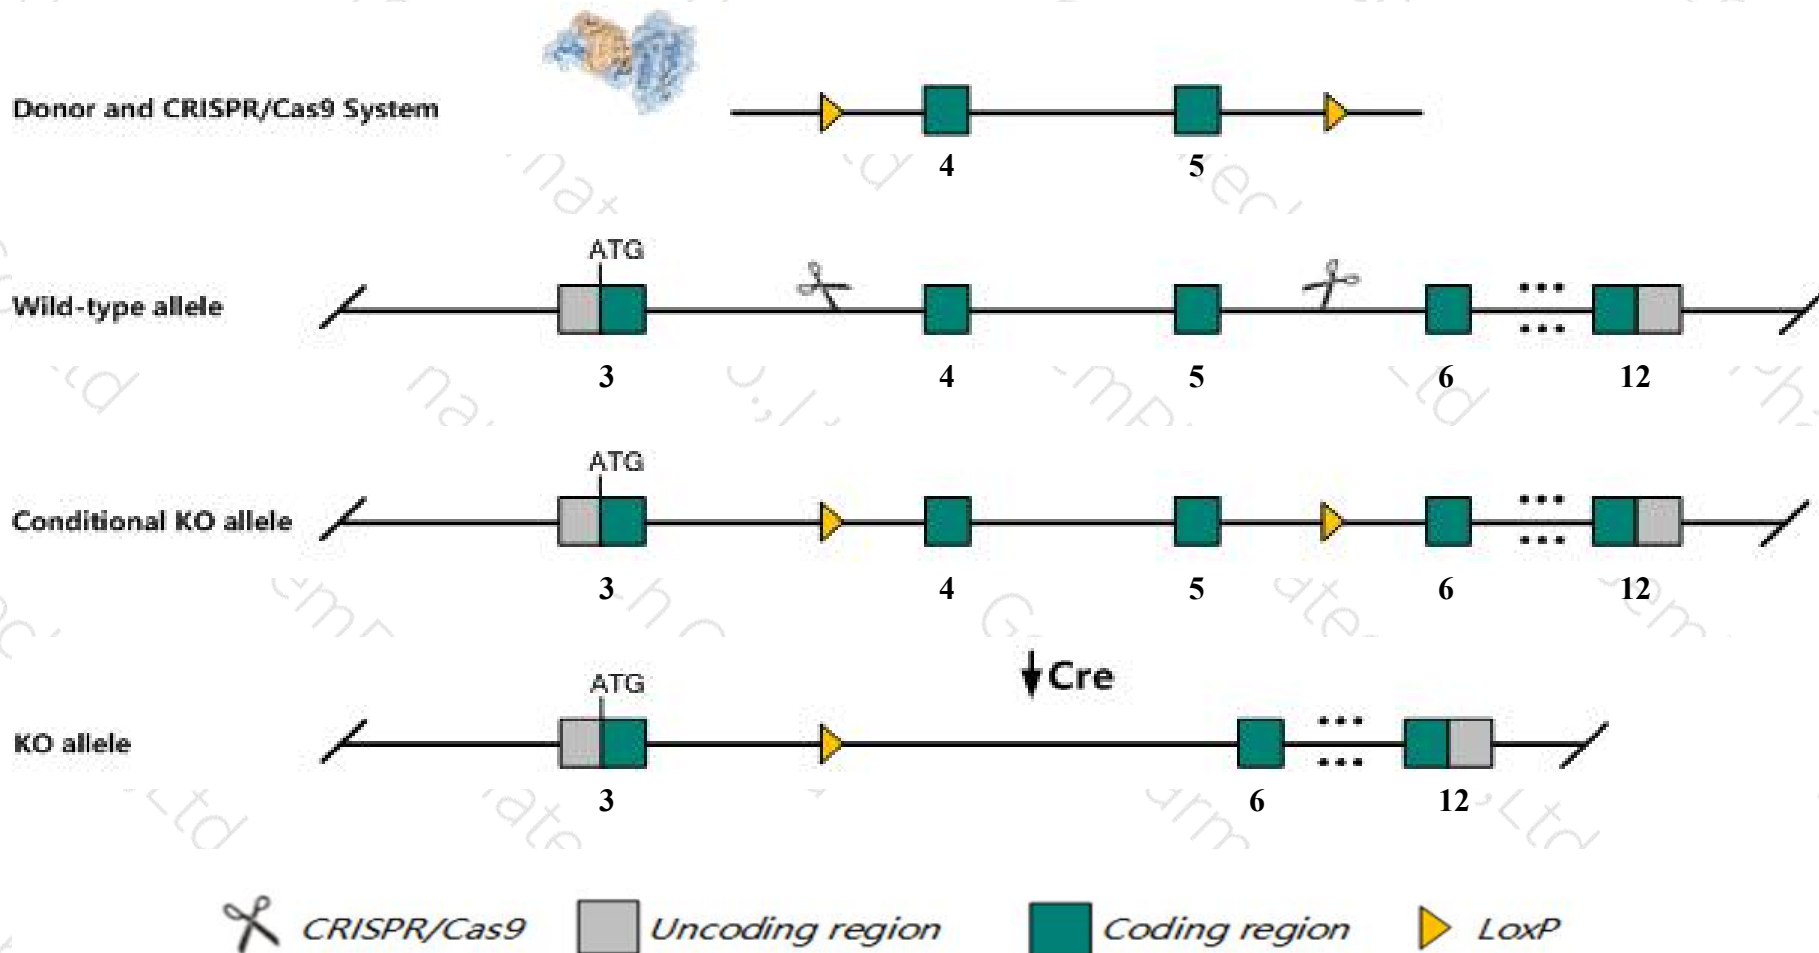 Donor and CRISPR/Cas9 System
4 5
ATG
Wild-type allele
3 4 5 6 12
ATG
Conditional KO allele
3 4 5 6 12
Cre
ATG
KO allele
3 6 12
CRISPR/Cas9 Uncoding region Coding region LoxP